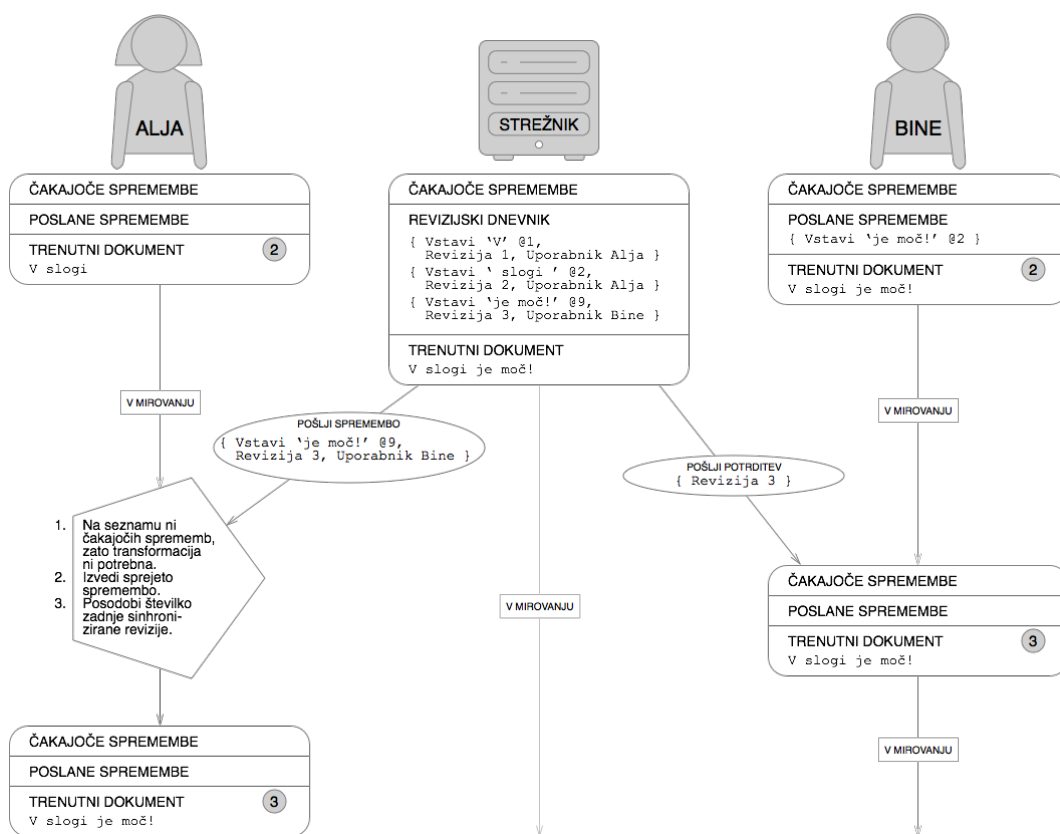 ALJA
STREŽNIK
BINE
ČAKAJOČE SPREMEMBE
POSLANE SPREMEMBE
TRENUTNI DOKUMENT
2
V slogi
ČAKAJOČE SPREMEMBE
REVIZIJSKI DNEVNIK
{ Vstavi ‘V’ @1,
Revizija 1, Uporabnik Alja }
{ Vstavi ‘ slogi ’ @2,
Revizija 2, Uporabnik Alja }
{ Vstavi ‘je moč!’ @9,
Revizija 3, Uporabnik Bine }
TRENUTNI DOKUMENT
V slogi je moč!
ČAKAJOČE SPREMEMBE
POSLANE SPREMEMBE
{ Vstavi ‘je moč!’ @2 }
TRENUTNI DOKUMENT
2
V slogi je moč!
V MIROVANJU
POŠLJI SPREMEMBO
{ Vstavi ‘je moč!’ @9,
Revizija 3, Uporabnik Bine }
V MIROVANJU
POŠLJI POTRDITEV
{ Revizija 3 }
1. Na seznamu ni
čakajočih sprememb,
zato transformacija
ni potrebna.
2. Izvedi sprejeto
spremembo.
3. Posodobi številko
zadnje sinhroni-
zirane revizije.
V MIROVANJU
ČAKAJOČE SPREMEMBE
POSLANE SPREMEMBE
TRENUTNI DOKUMENT
3
V slogi je moč!
V MIROVANJU
ČAKAJOČE SPREMEMBE
POSLANE SPREMEMBE
TRENUTNI DOKUMENT
3
V slogi je moč!